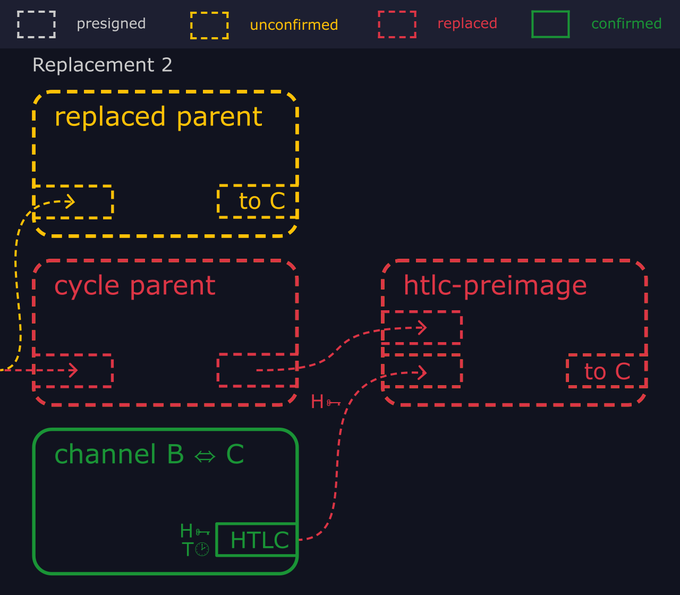 presigned
unconfirmed
replaced
confirmed
Replacement 2
replaced parent
to C
cycle parent
htlc-preimage
to C
H
channel B ⇔ C
H
T
HTLC